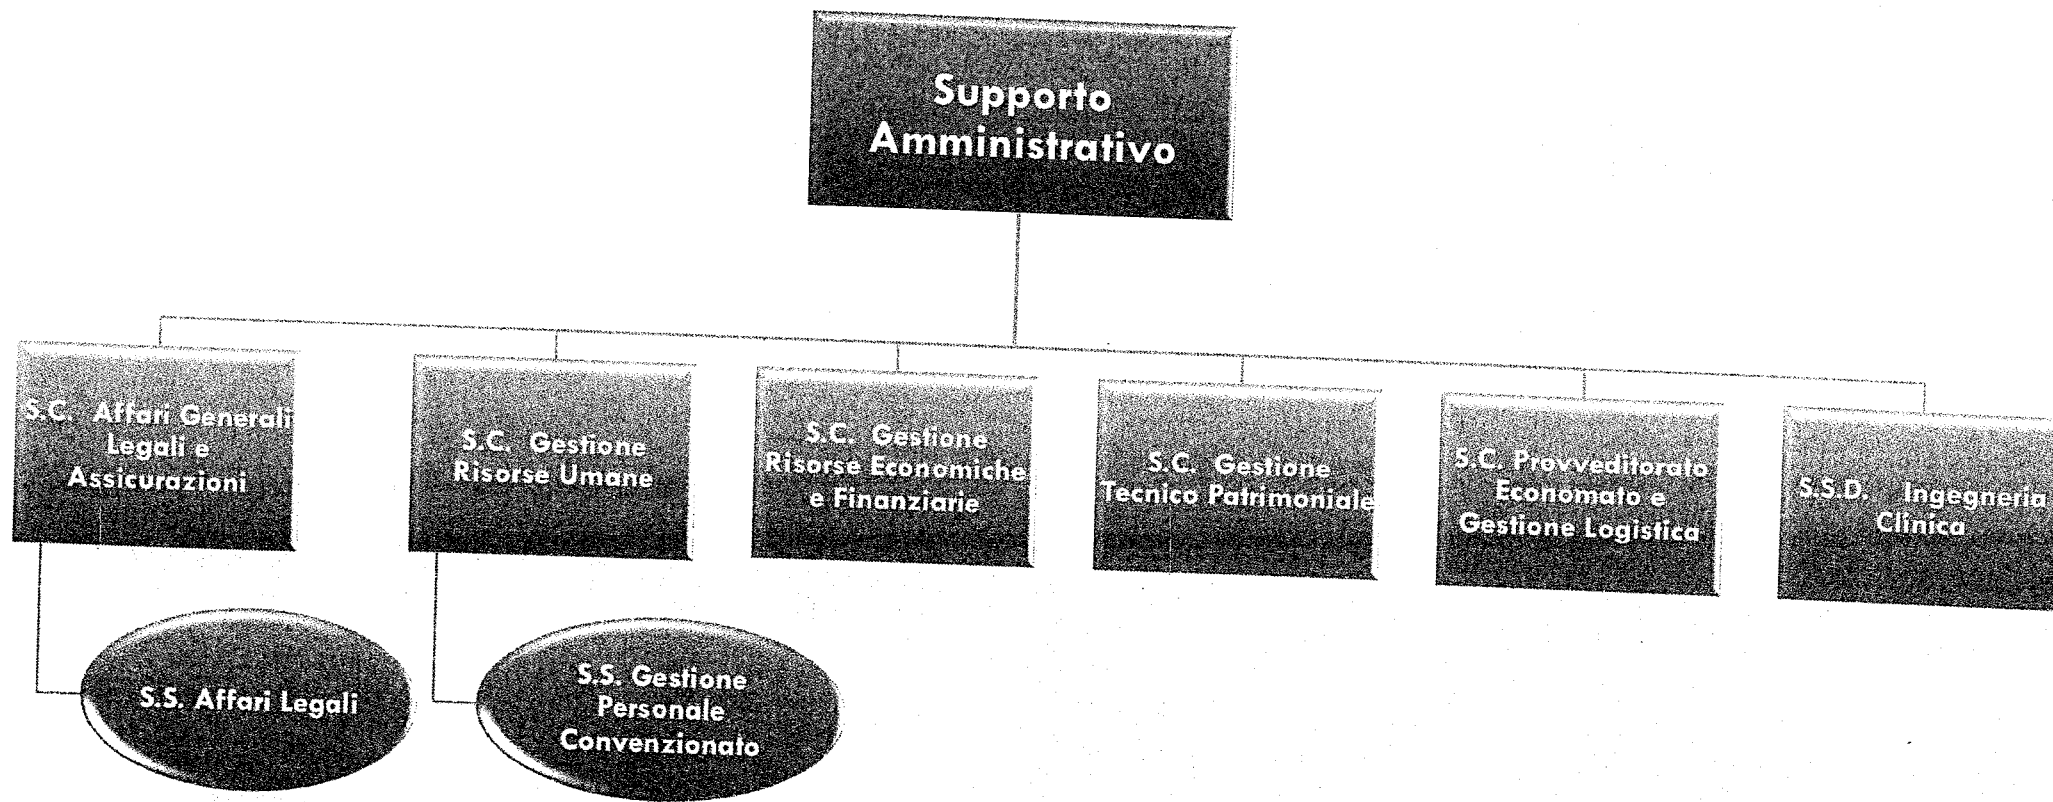 Supporto
Amministrativo
S.C. Affari Generali
Legali e
Assicurazioni
S.C. Gestione
Risorse Umane
S.C. Gestione
Risorse Economiche
e Finanziarie
S.C. Gestione
Tecnico Patrimoniale
S.C. Provveditorato
Economato e
Gestione Logistica
S.S.D. Ingegneria
Clinica
S.S. Affari Legali
S.S. Gestione
Personale
Convenzionato